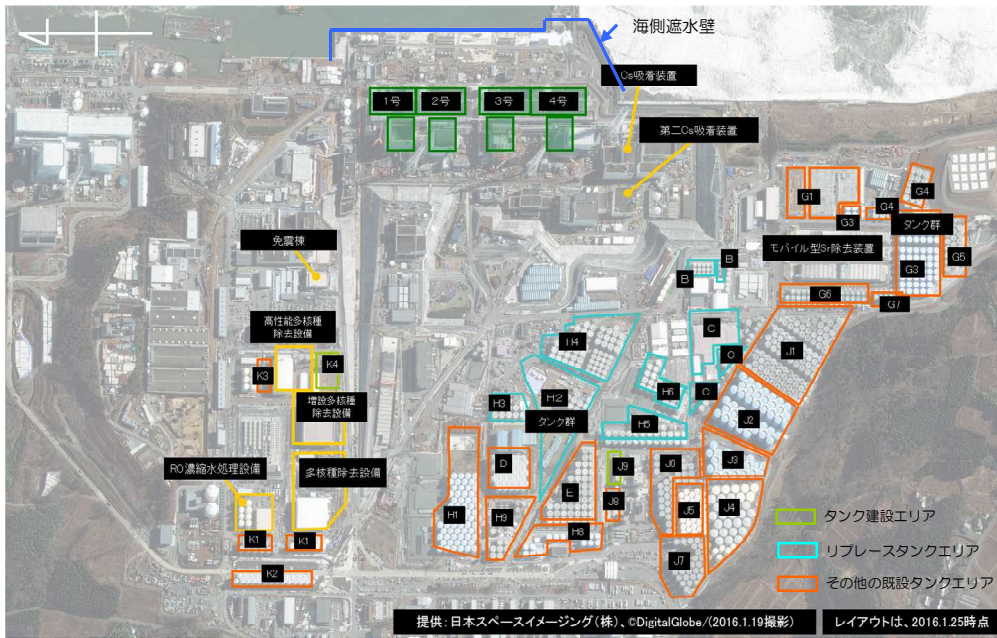 海側遮水壁
Cs吸着装置
1号
2号
3号
4号
第二Cs吸着装置
G1
G4
G3
G4
タンク群
モバイル型Sr除去装置
G3
G5
免震棟
B
B
G6
G7
高性能多核種
除去設備
H4
C
J1
K3
K4
C
H6
C
増設多核種
除去設備
H3
H2
タンク群
H5
J2
RO濃縮水処理設備
多核種除去設備
D
J9
J6
J3
E
J8
J5
J4
H1
H9
H8
K1
K1
J7
K2
タンク建設エリア
リプレースタンクエリア
その他の既設タンクエリア
提供:日本スペースイメージング(株)、©DigitalGlobe/(2016.1.19撮影)
レイアウトは、2016.1.25時点